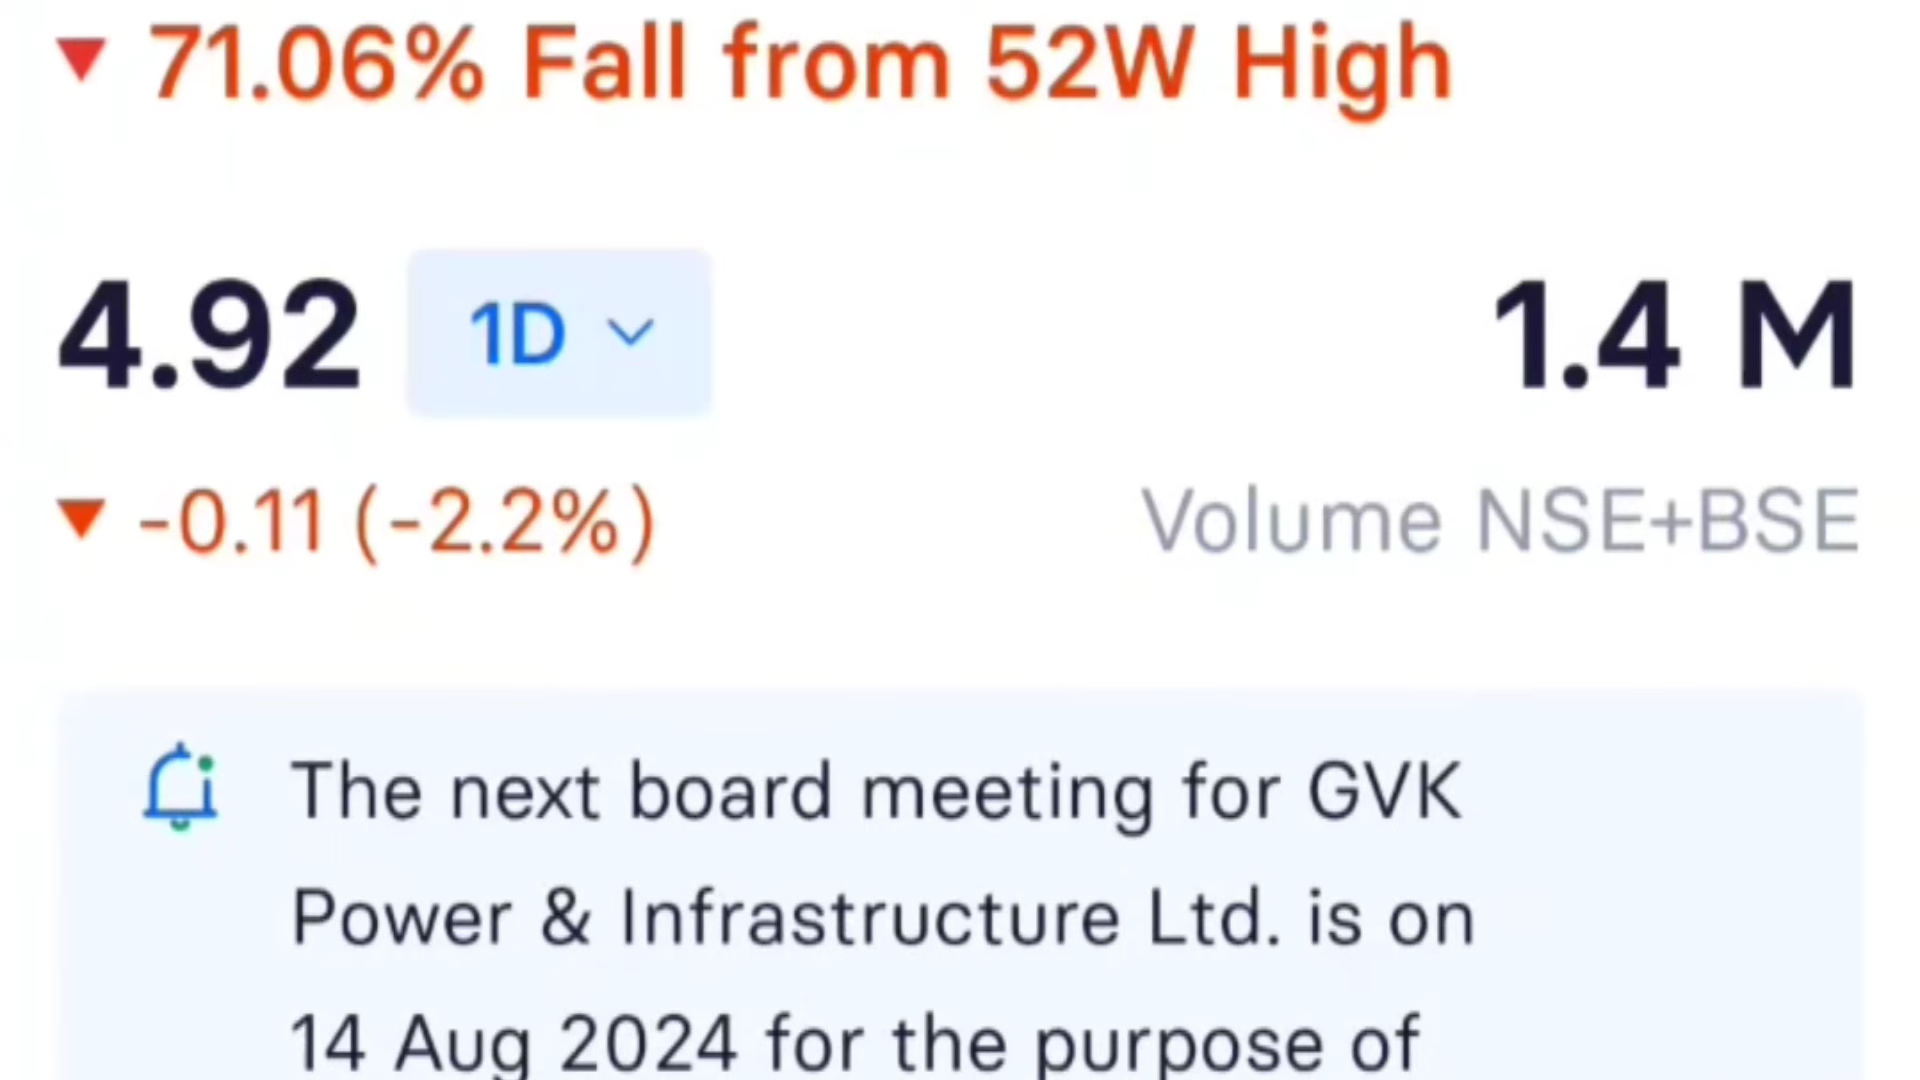 71.06% Fall from 52W High
4.92 1D 1.4 M
-0.11 (-2.2%) Volume NSE+BSE
The next board meeting for GVK
Power & Infrastructure Ltd. is on
14 Aug 2024 for the purpose of